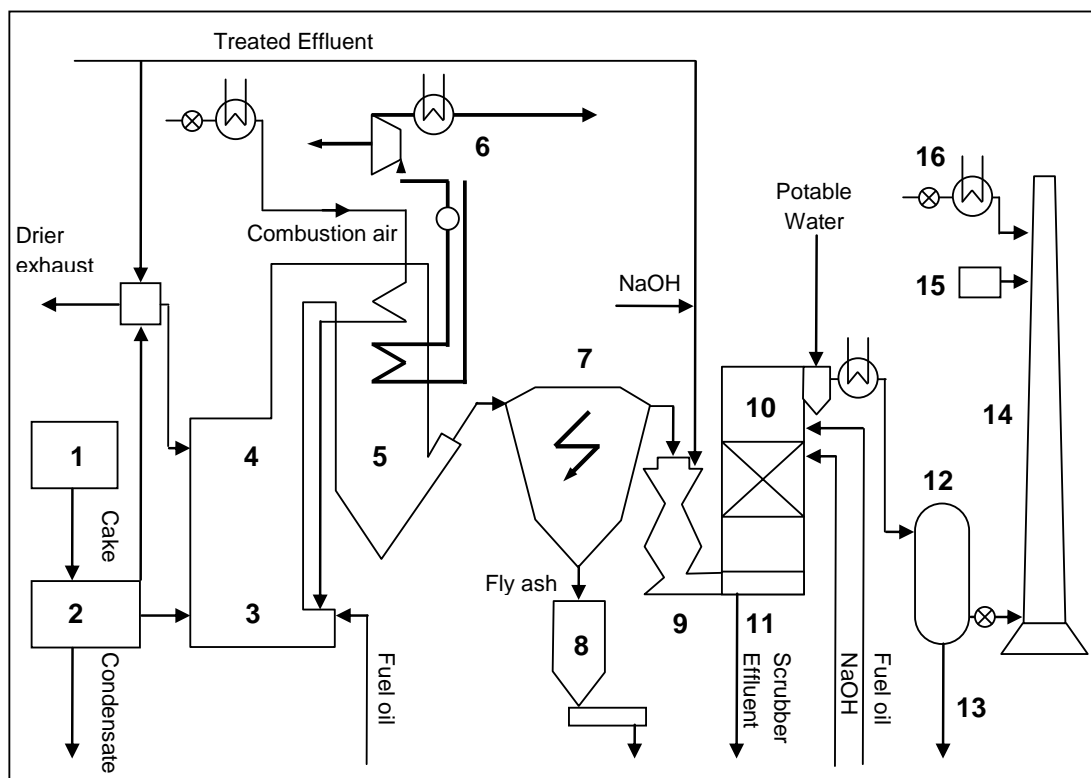 Treated Effluent
6
16
Potable
Water
Combustion air
Drier
exhaust
NaOH
15
7
10
14
1
4
5
12
Cake
Fly ash
2
3
8
9
11
13
Condensate
Fuel oil
Scrubber
Effluent
NaOH
Fuel oil